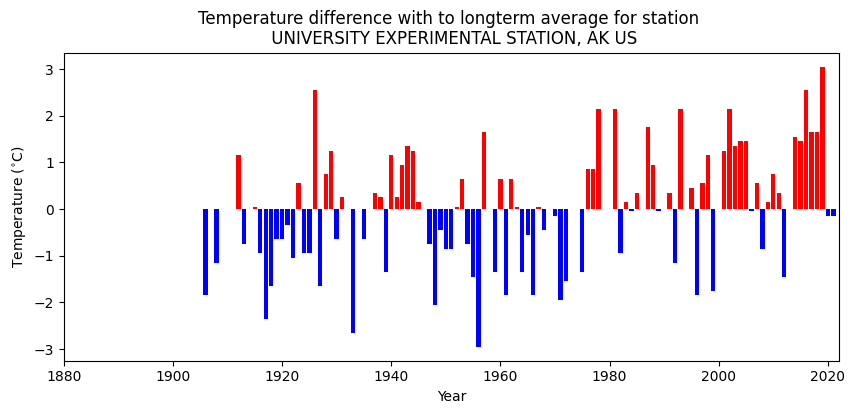 Temperature difference with to longterm average for station
UNIVERSITY EXPERIMENTAL STATION, AK US
3
2
1
0
−1
−2
−3
Temperature (°C)
1880 1900 1920 1940 1960 1980 2000 2020
Year